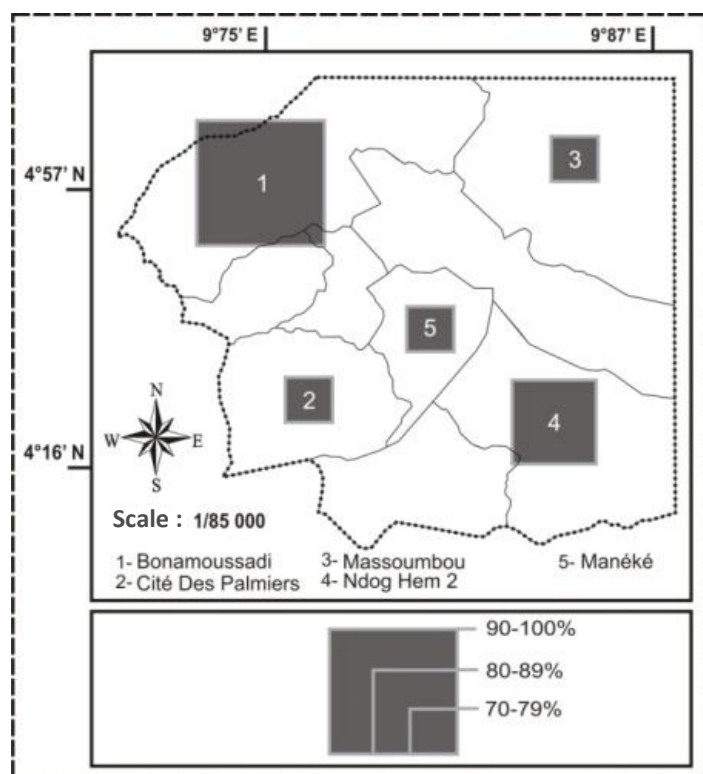 9°75' E 9°87' E
1
3
4°57' N
5
2
4
N
W E
S
4°16' N
Scale : 1/85 000
1- Bonamoussadi 3- Massoumbou 5- Manéké
2- Cité Des Palmiers 4- Ndog Hem 2
90-100%
80-89%
70-79%